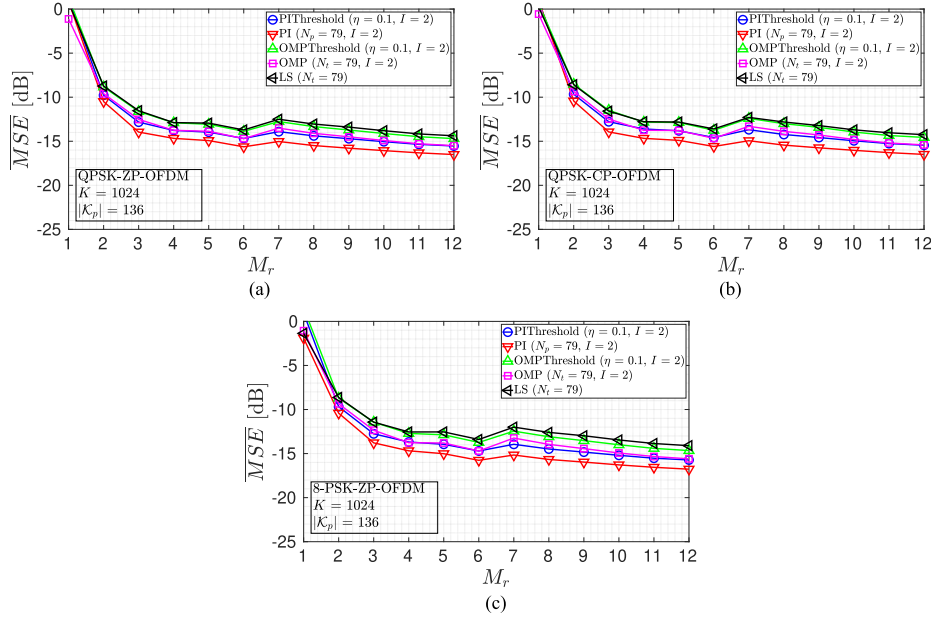 0
-5
-10
-15
-20
-25
$\overline{MSE}$ [dB]
PIThreshold (η = 0.1, I = 2)
PI (N_p = 79, I = 2)
OMPThreshold (η = 0.1, I = 2)
OMP (N_t = 79, I = 2)
LS (N_t = 79)
QPSK-ZP-OFDM
K = 1024
|𝒦_p| = 136
1 2 3 4 5 6 7 8 9 10 11 12
M_r
(a)
0
-5
-10
-15
-20
-25
$\overline{MSE}$ [dB]
PIThreshold (η = 0.1, I = 2)
PI (N_p = 79, I = 2)
OMPThreshold (η = 0.1, I = 2)
OMP (N_t = 79, I = 2)
LS (N_t = 79)
QPSK-CP-OFDM
K = 1024
|𝒦_p| = 136
1 2 3 4 5 6 7 8 9 10 11 12
M_r
(b)
0
-5
-10
-15
-20
-25
$\overline{MSE}$ [dB]
PIThreshold (η = 0.1, I = 2)
PI (N_p = 79, I = 2)
OMPThreshold (η = 0.1, I = 2)
OMP (N_t = 79, I = 2)
LS (N_t = 79)
8-PSK-ZP-OFDM
K = 1024
|𝒦_p| = 136
1 2 3 4 5 6 7 8 9 10 11 12
M_r
(c)